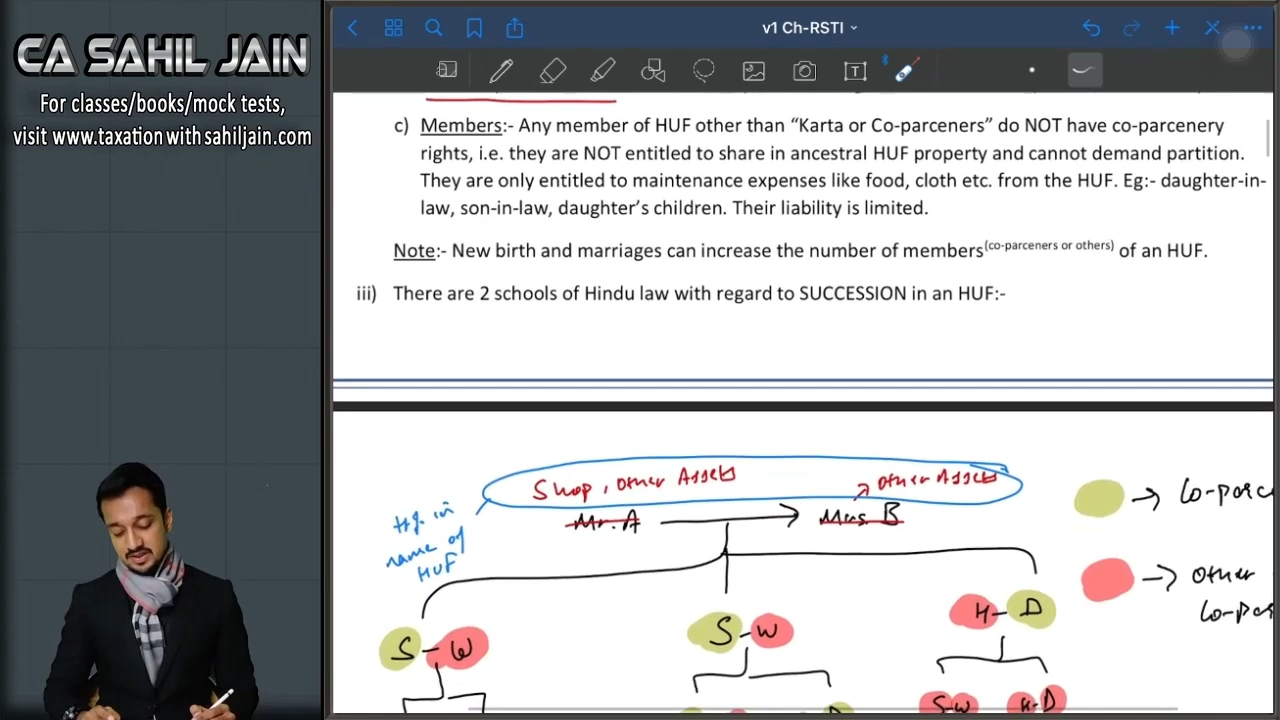 CA SAHIL JAIN
For classes/books/mock tests,
visit www.taxationwithsahiljain.com
v1 Ch-RSTI
c) Members:- Any member of HUF other than “Karta or Co-parceners” do NOT have co-parcenery
rights, i.e. they are NOT entitled to share in ancestral HUF property and cannot demand partition.
They are only entitled to maintenance expenses like food, cloth etc. from the HUF. Eg:- daughter-in-
law, son-in-law, daughter’s children. Their liability is limited.
Note:- New birth and marriages can increase the number of members(co-parceners or others) of an HUF.
iii) There are 2 schools of Hindu law with regard to SUCCESSION in an HUF:-
Shop, Other Assets
Other Assets
in
name of
HUF
Mr. A
Mrs. B
Co-parce
Other
Co-par
S - W
S - W
H - D
S-W
H-D